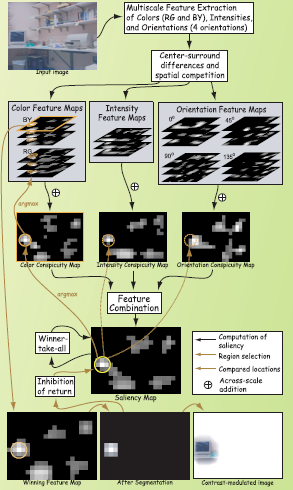 Multiscale Feature Extraction
of Colors (RG and BY), Intensities,
and Orientations (4 orientations)
Input image
Center-surround
differences and
spatial competition
Color Feature Maps
BY
RG
Intensity
Feature Maps
Orientation Feature Maps
0°
45°
90°
135°
argmax
Color Conspicuity Map
Intensity Conspicuity Map
Orientation Conspicuity Map
argmax
Feature
Combination
Winner-
take-all
Inhibition
of return
Saliency Map
Computation of
saliency
Region selection
Compared locations
Across-scale
addition
Winning Feature Map
After Segmentation
Contrast-modulated image